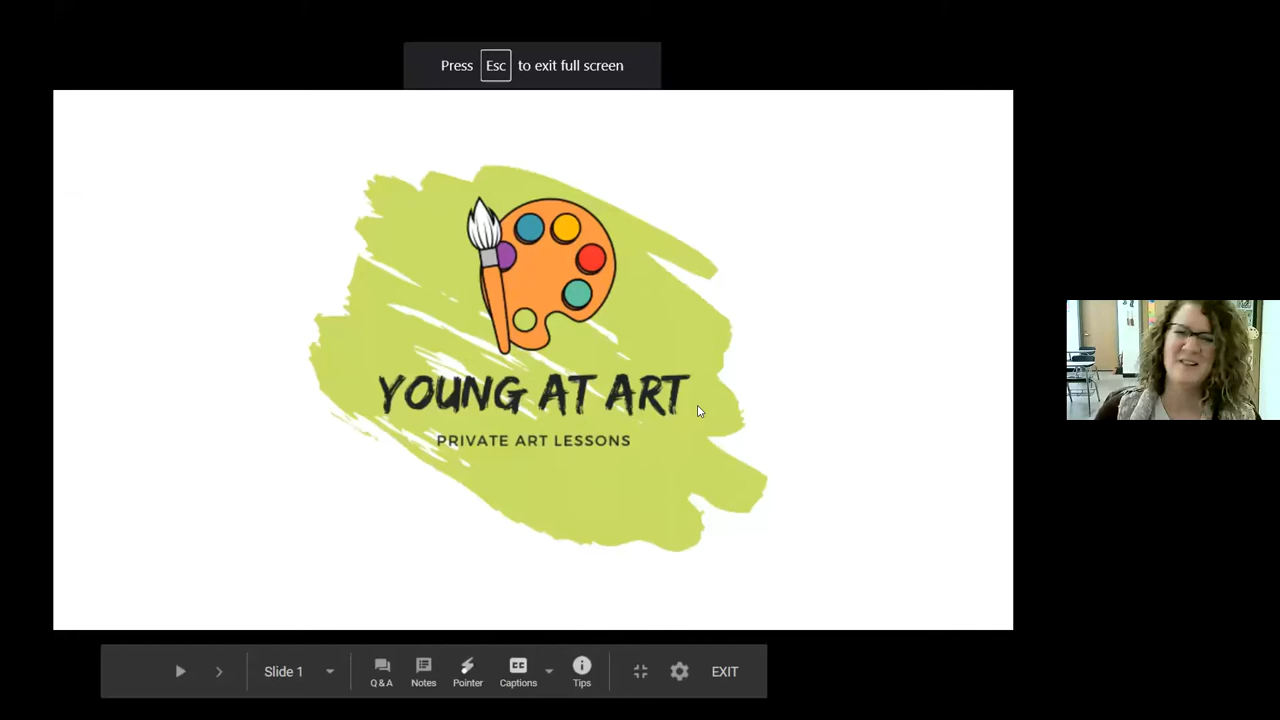 Press Esc to exit full screen
YOUNG AT ART
PRIVATE ART LESSONS
Slide 1
Q & A
Notes
Pointer
CC
Captions
Tips
EXIT